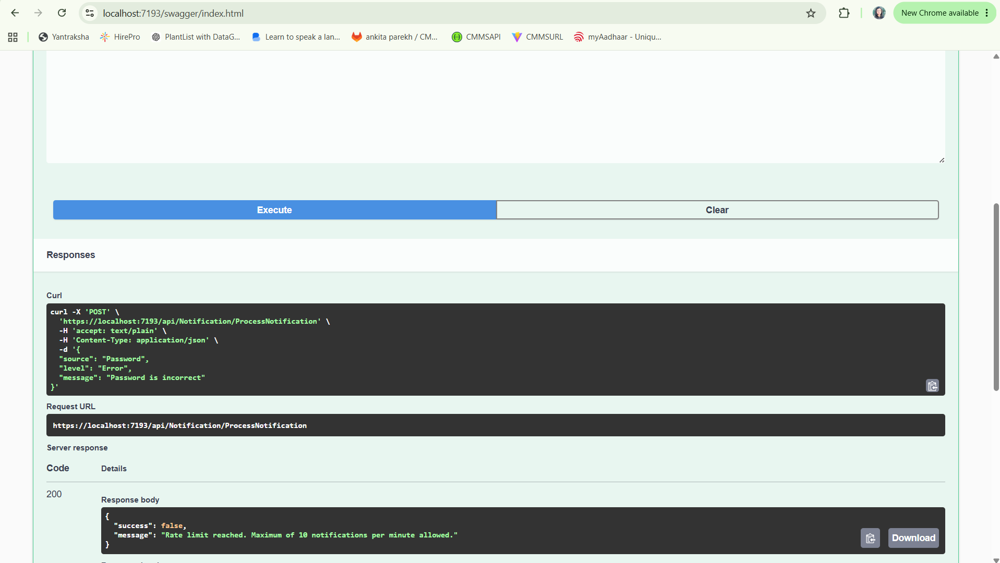 localhost:7193/swagger/index.html
New Chrome available
Yantraksha
HirePro
PlantList with DataG...
Learn to speak a lan...
ankita parekh / CM...
CMMSAPI
CMMSURL
myAadhaar - Uniqu...
Execute
Clear
Responses
Curl
curl -X 'POST' \
'https://localhost:7193/api/Notification/ProcessNotification' \
-H 'accept: text/plain' \
-H 'Content-Type: application/json' \
-d '{
"source": "Password",
"level": "Error",
"message": "Password is incorrect"
}'
Request URL
https://localhost:7193/api/Notification/ProcessNotification
Server response
Code
Details
200
Response body
{
"success": false,
"message": "Rate limit reached. Maximum of 10 notifications per minute allowed."
}
Download